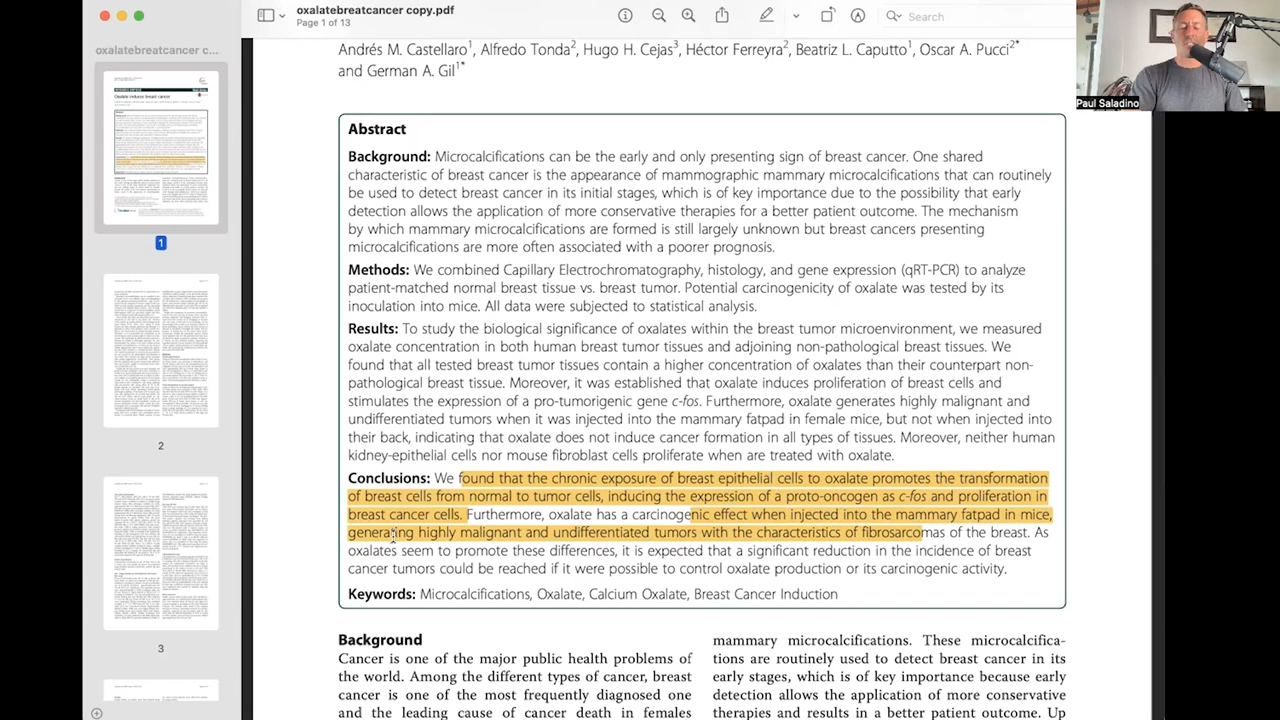 oxalatebreatcancer copy.pdf
Page 1 of 13
Search
oxalatebreatcancer c...
Oxalate induces breast cancer
1
2
3
Andrés M. Castellaro1, Alfredo Tonda2, Hugo H. Cejas3, Héctor Ferreyra2, Beatriz L. Caputto1, Oscar A. Pucci2*
and German A. Gil1*
Abstract
Background: Microcalcifications can be the early and only presenting sign of breast cancer. One shared
characteristic of breast cancer is the appearance of mammographic mammary microcalcifications that can routinely
be used to detect breast cancer in its initial stages, which is of key importance due to the possibility that early
detection allows the application of more conservative therapies for a better patient outcome. The mechanism
by which mammary microcalcifications are formed is still largely unknown but breast cancers presenting
microcalcifications are more often associated with a poorer prognosis.
Methods: We combined Capillary Electrochromatography, histology, and gene expression (qRT-PCR) to analyze
patient-matched normal breast tissue vs. breast tumor. Potential carcinogenicity of oxalate was tested by its
inoculation into mice. All data were subjected to statistical analysis.
Results: To study the biological significance of oxalates within the breast tumor microenvironment, we measured
oxalate concentration in both human breast tumor tissues and adjoining non-pathological breast tissues. We
found that all tested breast tumor tissues contain a higher concentration of oxalates than their counterpart non-
pathological breast tissue. Moreover, it was established that oxalate induces proliferation of breast cells and
stimulates the expression of a pro-tumorigenic gene c-fos. Furthermore, oxalate generates highly malignant and
undifferentiated tumors when it was injected into the mammary fatpad in female mice, but not when injected into
their back, indicating that oxalate does not induce cancer formation in all types of tissues. Moreover, neither human
kidney-epithelial cells nor mouse fibroblast cells proliferate when are treated with oxalate.
Conclusions: We found that the chronic exposure of breast epithelial cells to oxalate promotes the transformation
of breast cells from normal to tumor cells, inducing the expression of a proto-oncogen as c-fos and proliferation in
breast cancer cells. Furthermore, oxalate has a carcinogenic effect when injected into the mammary fatpad in mice,
generating highly malignant and undifferentiated tumors with the characteristics of fibrosarcomas of the breast. As
oxalates seem to promote these differences, it is expected that a significant reduction in the incidence of breast
cancer tumors could be reached if it were possible to control oxalate production or its carcinogenic activity.
Keywords: Microcalcifications, Oxalate, Calcium Oxalate, Breast Cancer Induction
Background
Cancer is one of the major public health problems of
the world. Among the different types of cancer, breast
cancer has most recently surpassed one
and the leading cause of cancer death in females
mammary microcalcifications. These microcalcifica-
tions are routinely used to detect breast cancer in its
early stages, which is of key importance because early
detection allows the application of more conservative
therapies and results in a better patient outcome. Up
Paul Saladino